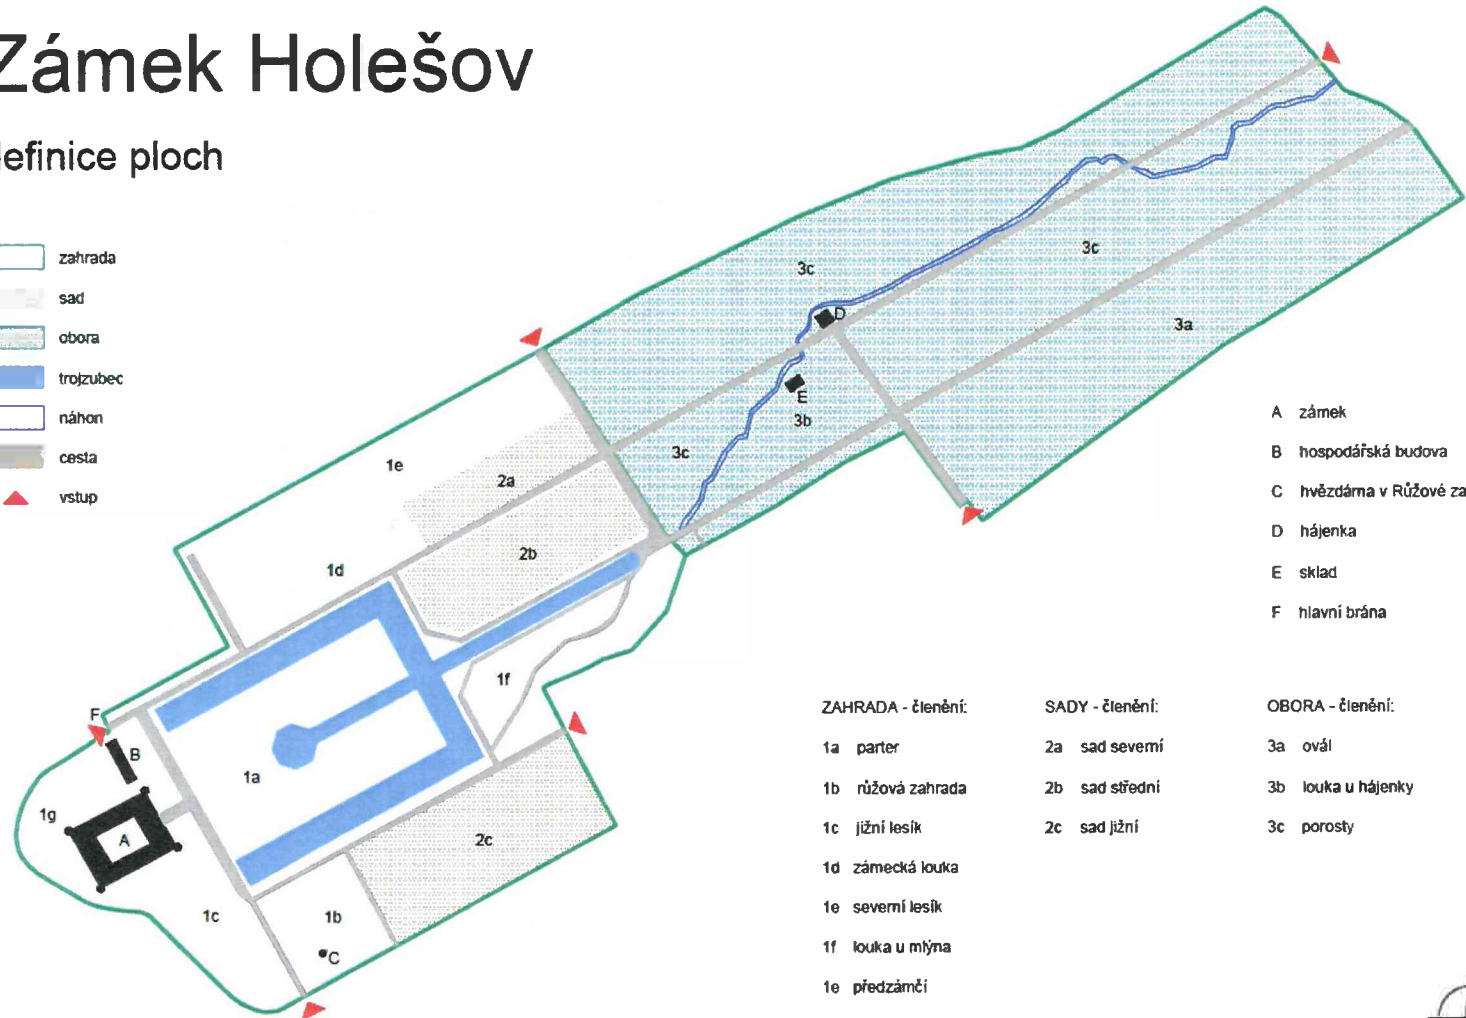 Zámek Holešov
definice ploch
zahrada
sad
obora
trojzubec
náhon
cesta
vstup
3c
3c
3a
D
E
3b
3c
1e
2a
2b
1d
1f
F
B
1a
1g
A
2c
1c
1b
C
A zámek
B hospodářská budova
C hvězdárna v Růžové za
D hájenka
E sklad
F hlavní brána
ZAHRADA - členění:
1a parter
1b růžová zahrada
1c jižní lesík
1d zámecká louka
1e severní lesík
1f louka u mlýna
1e předzámčí
SADY - členění:
2a sad severní
2b sad střední
2c sad jižní
OBORA - členění:
3a ovál
3b louka u hájenky
3c porosty